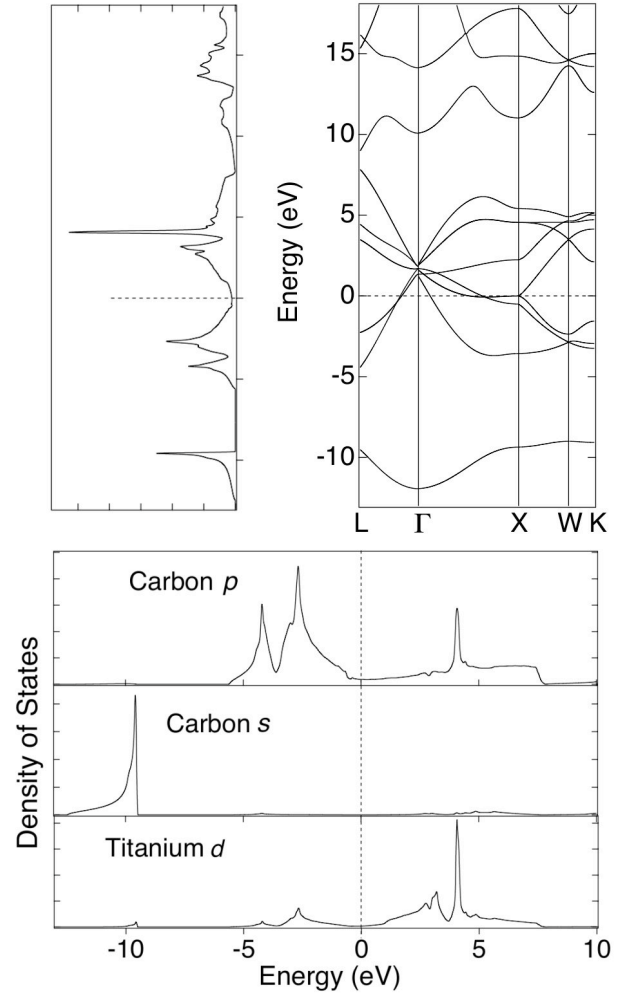 Energy (eV)
15
10
5
0
-5
-10
L Γ X W K
Density of States
Carbon p
Carbon s
Titanium d
-10 -5 0 5 10
Energy (eV)